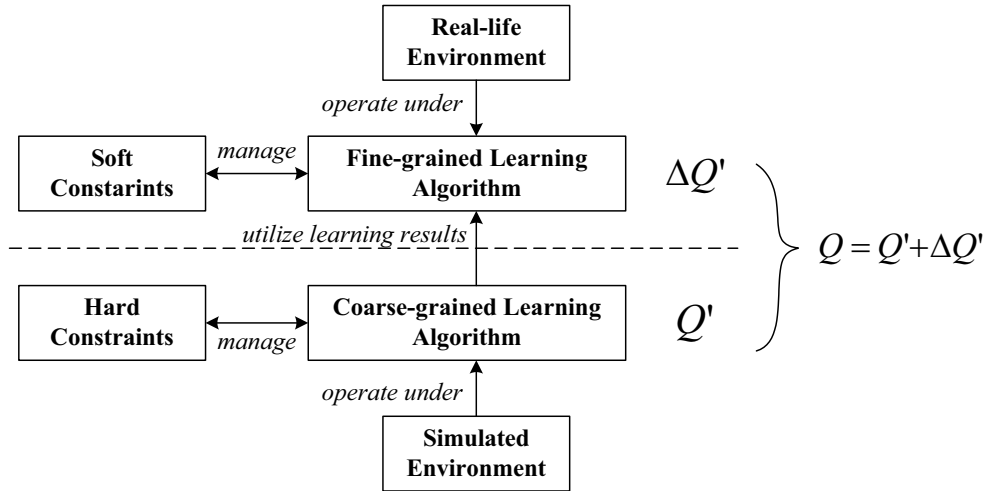 Real-life
Environment
operate under
Soft
Constarints
manage
Fine-grained Learning
Algorithm
ΔQ'
utilize learning results
Q = Q'+ΔQ'
Hard
Constraints
manage
Coarse-grained Learning
Algorithm
Q'
operate under
Simulated
Environment